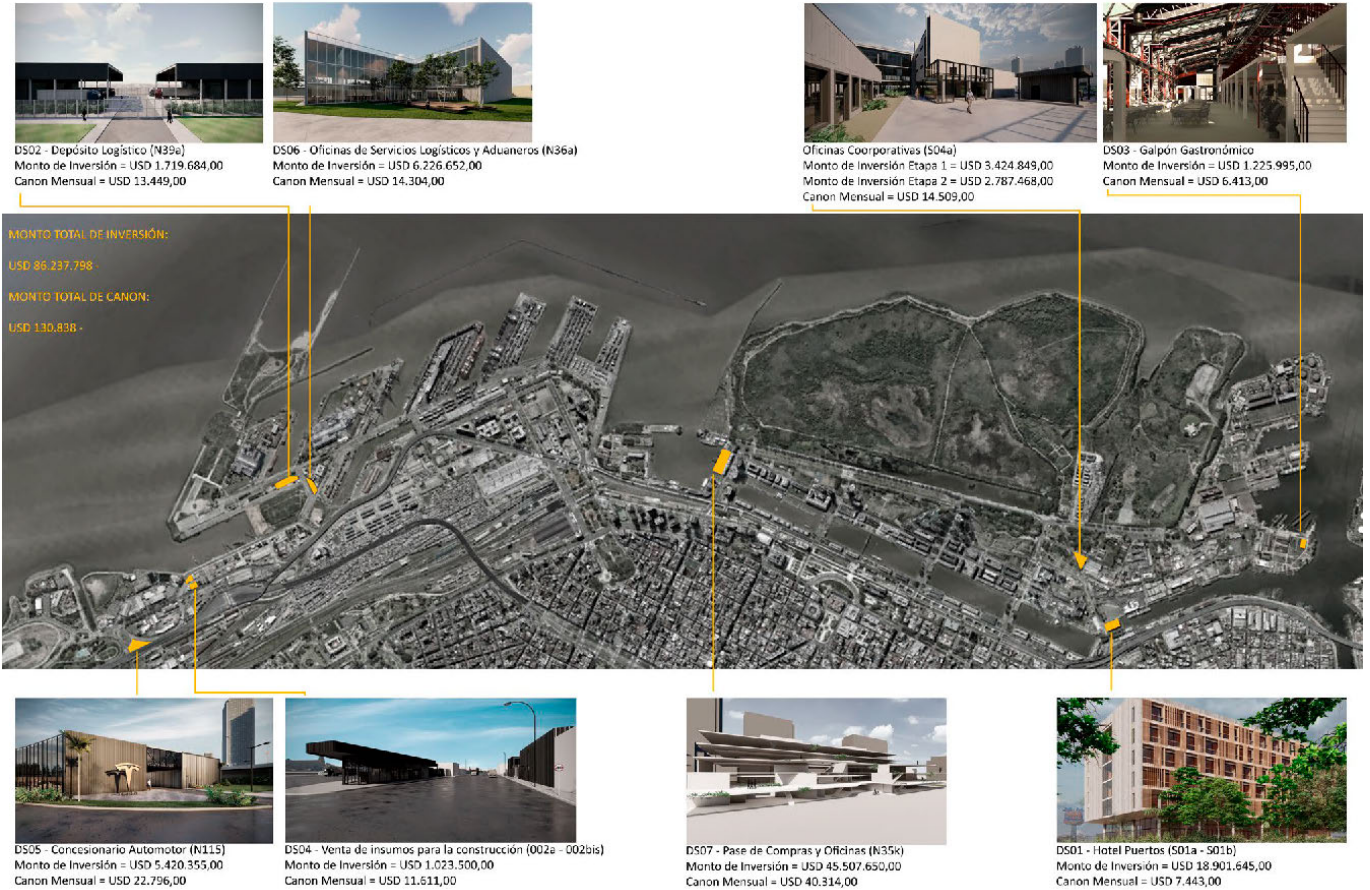 DS02 - Depósito Logístico (N39a)
Monto de Inversión = USD 1.719.684,00
Canon Mensual = USD 13.449,00
DS06 - Oficinas de Servicios Logísticos y Aduaneros (N36a)
Monto de Inversión = USD 6.226.652,00
Canon Mensual = USD 14.304,00
Oficinas Coorporativas (S04a)
Monto de Inversión Etapa 1 = USD 3.424.849,00
Monto de Inversión Etapa 2 = USD 2.787.468,00
Canon Mensual = USD 14.509,00
DS03 - Galpón Gastronómico
Monto de Inversión = USD 1.225.995,00
Canon Mensual = USD 6.413,00
MONTO TOTAL DE INVERSIÓN:
USD 86.237.798 -
MONTO TOTAL DE CANON:
USD 130.838 -
DS05 - Concesionario Automotor (N115)
Monto de Inversión = USD 5.420.355,00
Canon Mensual = USD 22.796,00
DS04 - Venta de insumos para la construcción (002a - 002bis)
Monto de Inversión = USD 1.023.500,00
Canon Mensual = USD 11.611,00
DS07 - Pase de Compras y Oficinas (N35k)
Monto de Inversión = USD 45.507.650,00
Canon Mensual = USD 40.314,00
DS01 - Hotel Puertos (S01a - S01b)
Monto de Inversión = USD 18.901.645,00
Canon Mensual = USD 7.443,00